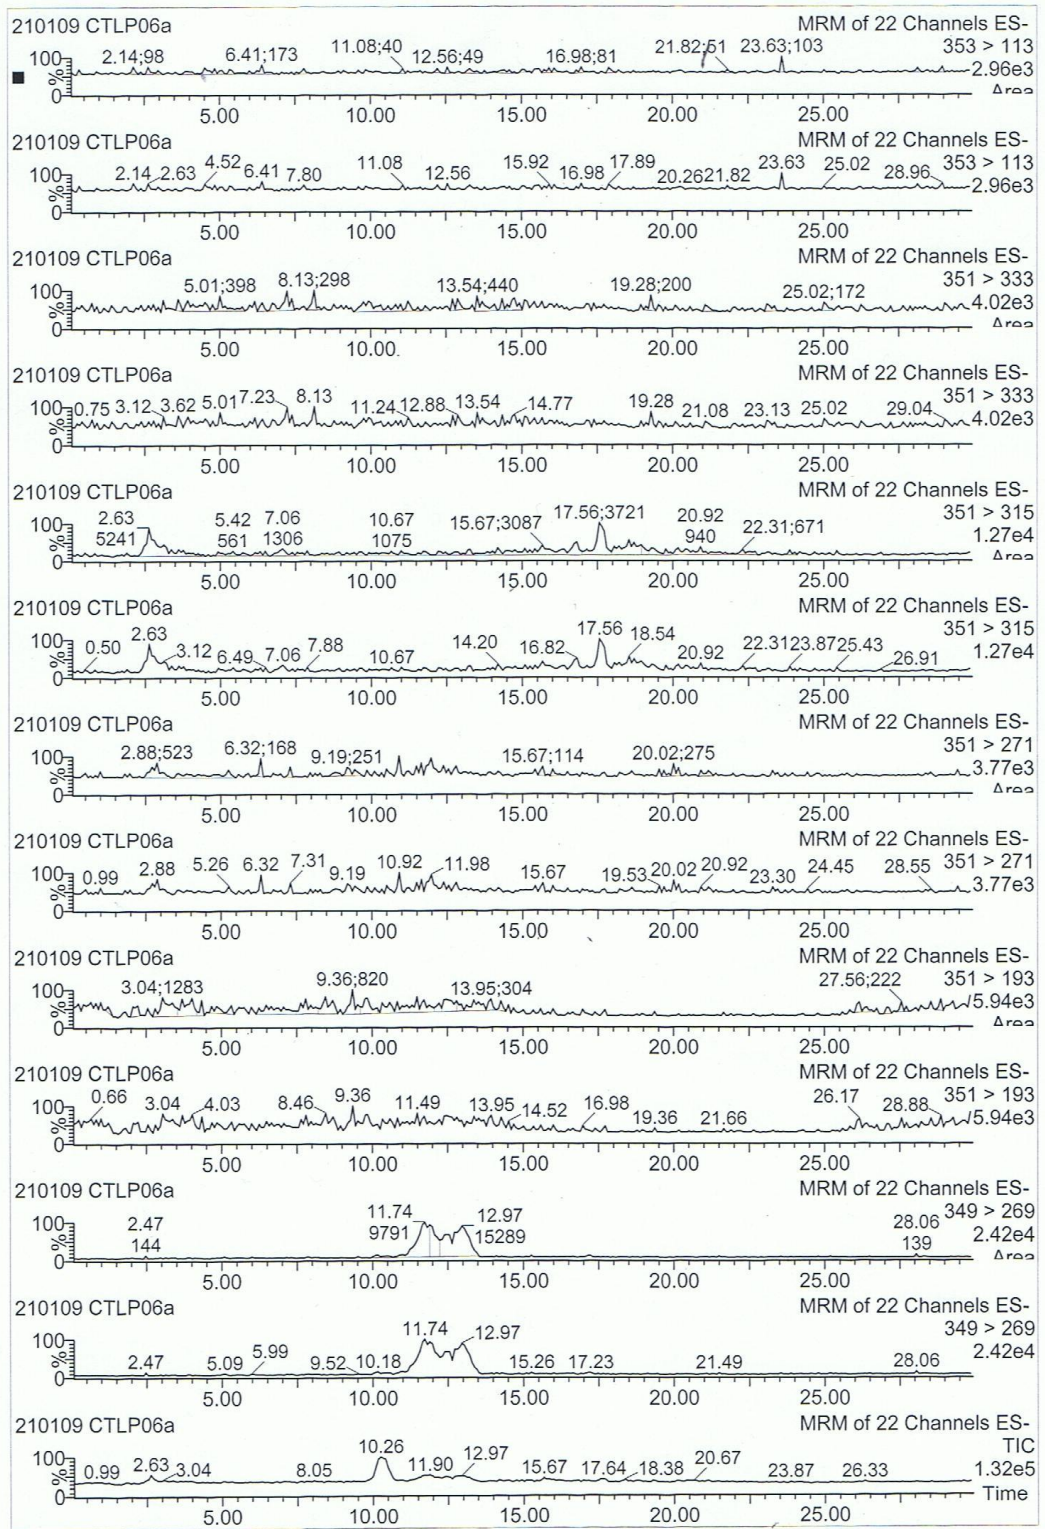 210109 CTLP06a MRM of 22 Channels ES-
353 > 113
2.96e3
Area
100
%
0
2.14;98 6.41;173 11.08;40 12.56;49 16.98;81 21.82;51 23.63;103
5.00 10.00 15.00 20.00 25.00
210109 CTLP06a MRM of 22 Channels ES-
353 > 113
2.96e3
100
%
0
2.14 2.63 4.52 6.41 7.80 11.08 12.56 15.92 16.98 17.89 20.26 21.82 23.63 25.02 28.96
5.00 10.00 15.00 20.00 25.00
210109 CTLP06a MRM of 22 Channels ES-
351 > 333
4.02e3
Area
100
%
0
5.01;398 8.13;298 13.54;440 19.28;200 25.02;172
5.00 10.00 15.00 20.00 25.00
210109 CTLP06a MRM of 22 Channels ES-
351 > 333
4.02e3
100
%
0
0.75 3.12 3.62 5.01 7.23 8.13 11.24 12.88 13.54 14.77 19.28 21.08 23.13 25.02 29.04
5.00 10.00 15.00 20.00 25.00
210109 CTLP06a MRM of 22 Channels ES-
351 > 315
1.27e4
Area
100
%
0
2.63 5.42 7.06 10.67 15.67;3087 17.56;3721 20.92 22.31;671
5241 561 1306 1075 940
5.00 10.00 15.00 20.00 25.00
210109 CTLP06a MRM of 22 Channels ES-
351 > 315
1.27e4
100
%
0
0.50 2.63 3.12 6.49 7.06 7.88 10.67 14.20 16.82 17.56 18.54 20.92 22.31 23.87 25.43 26.91
5.00 10.00 15.00 20.00 25.00
210109 CTLP06a MRM of 22 Channels ES-
351 > 271
3.77e3
Area
100
%
0
2.88;523 6.32;168 9.19;251 15.67;114 20.02;275
5.00 10.00 15.00 20.00 25.00
210109 CTLP06a MRM of 22 Channels ES-
351 > 271
3.77e3
100
%
0
0.99 2.88 5.26 6.32 7.31 9.19 10.92 11.98 15.67 19.53 20.02 20.92 23.30 24.45 28.55
5.00 10.00 15.00 20.00 25.00
210109 CTLP06a MRM of 22 Channels ES-
351 > 193
5.94e3
Area
100
%
0
3.04;1283 9.36;820 13.95;304 27.56;222
5.00 10.00 15.00 20.00 25.00
210109 CTLP06a MRM of 22 Channels ES-
351 > 193
5.94e3
100
%
0
0.66 3.04 4.03 8.46 9.36 11.49 13.95 14.52 16.98 19.36 21.66 26.17 28.88
5.00 10.00 15.00 20.00 25.00
210109 CTLP06a MRM of 22 Channels ES-
349 > 269
2.42e4
Area
100
%
0
2.47 11.74 12.97 28.06
144 9791 15289 139
5.00 10.00 15.00 20.00 25.00
210109 CTLP06a MRM of 22 Channels ES-
349 > 269
2.42e4
100
%
0
2.47 5.09 5.99 9.52 10.18 11.74 12.97 15.26 17.23 21.49 28.06
5.00 10.00 15.00 20.00 25.00
210109 CTLP06a MRM of 22 Channels ES-
TIC
1.32e5
100
%
0
0.99 2.63 3.04 8.05 10.26 11.90 12.97 15.67 17.64 18.38 20.67 23.87 26.33
Time
5.00 10.00 15.00 20.00 25.00